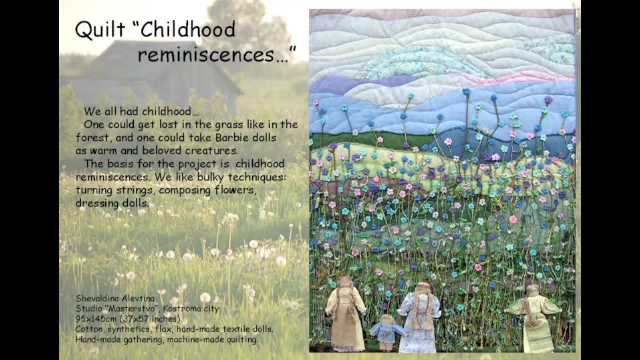 Quilt “Childhood
reminiscences…”
We all had childhood…
One could get lost in the grass like in the
forest, and one could take Barbie dolls
as warm and beloved creatures.
The basis for the project is childhood
reminiscences. We like bulky techniques:
turning strings, composing flowers,
dressing dolls.
Shevaldina Alevtina
Studio "Masterstvo", Kostroma city
95x145cm (37x57 inches)
Cotton, synthetics, flax, hand-made textile dolls.
Hand-made gathering, machine-made quilting.